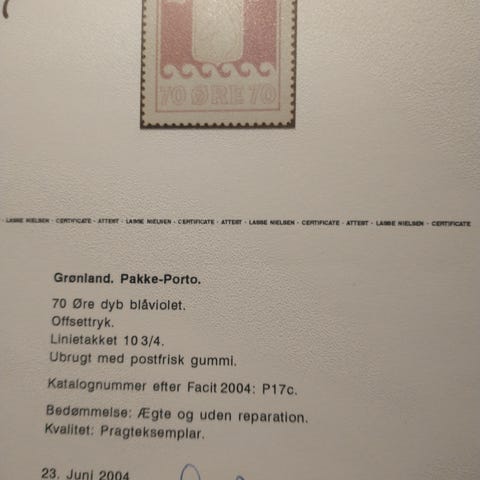 70 ØRE 70
· LASSE NIELSEN · CERTIFICATE · ATTEST · LASSE NIELSEN · CERTIFICATE · ATTEST · LASSE NIELSEN · CERTIFICATE · ATTEST · LASSE NIELSEN · CERTIFICATE
Grønland. Pakke-Porto.
70 Øre dyb blåviolet.
Offsettryk.
Linietakket 10 3/4.
Ubrugt med postfrisk gummi.
Katalognummer efter Facit 2004: P17c.
Bedømmelse: Ægte og uden reparation.
Kvalitet: Pragteksemplar.
23. Juni 2004